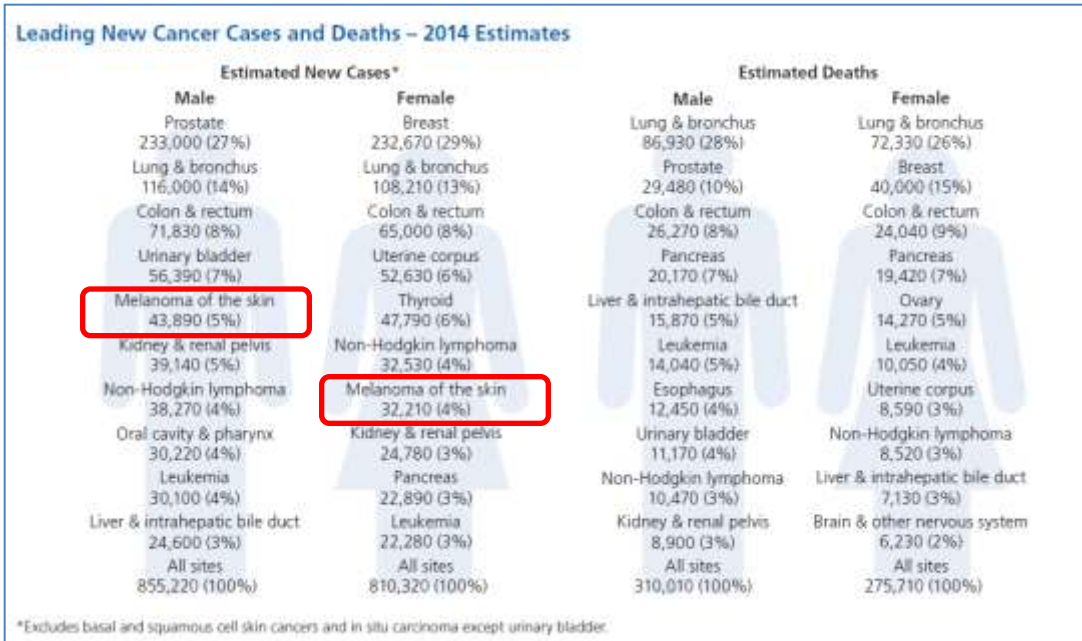 Leading New Cancer Cases and Deaths – 2014 Estimates
Estimated New Cases*
Male
Prostate
233,000 (27%)
Lung & bronchus
116,000 (14%)
Colon & rectum
71,830 (8%)
Urinary bladder
56,390 (7%)
Melanoma of the skin
43,890 (5%)
Kidney & renal pelvis
39,140 (5%)
Non-Hodgkin lymphoma
38,270 (4%)
Oral cavity & pharynx
30,220 (4%)
Leukemia
30,100 (4%)
Liver & intrahepatic bile duct
24,600 (3%)
All sites
855,220 (100%)
Female
Breast
232,670 (29%)
Lung & bronchus
108,210 (13%)
Colon & rectum
65,000 (8%)
Uterine corpus
52,630 (6%)
Thyroid
47,790 (6%)
Non-Hodgkin lymphoma
32,530 (4%)
Melanoma of the skin
32,210 (4%)
Kidney & renal pelvis
24,780 (3%)
Pancreas
22,890 (3%)
Leukemia
22,280 (3%)
All sites
810,320 (100%)
Estimated Deaths
Male
Lung & bronchus
86,930 (28%)
Prostate
29,480 (10%)
Colon & rectum
26,270 (8%)
Pancreas
20,170 (7%)
Liver & intrahepatic bile duct
15,870 (5%)
Leukemia
14,040 (5%)
Esophagus
12,450 (4%)
Urinary bladder
11,170 (4%)
Non-Hodgkin lymphoma
10,470 (3%)
Kidney & renal pelvis
8,900 (3%)
All sites
310,010 (100%)
Female
Lung & bronchus
72,330 (26%)
Breast
40,000 (15%)
Colon & rectum
24,040 (9%)
Pancreas
19,420 (7%)
Ovary
14,270 (5%)
Leukemia
10,050 (4%)
Uterine corpus
8,590 (3%)
Non-Hodgkin lymphoma
8,520 (3%)
Liver & intrahepatic bile duct
7,130 (3%)
Brain & other nervous system
6,230 (2%)
All sites
275,710 (100%)
*Excludes basal and squamous cell skin cancers and in situ carcinoma except urinary bladder.